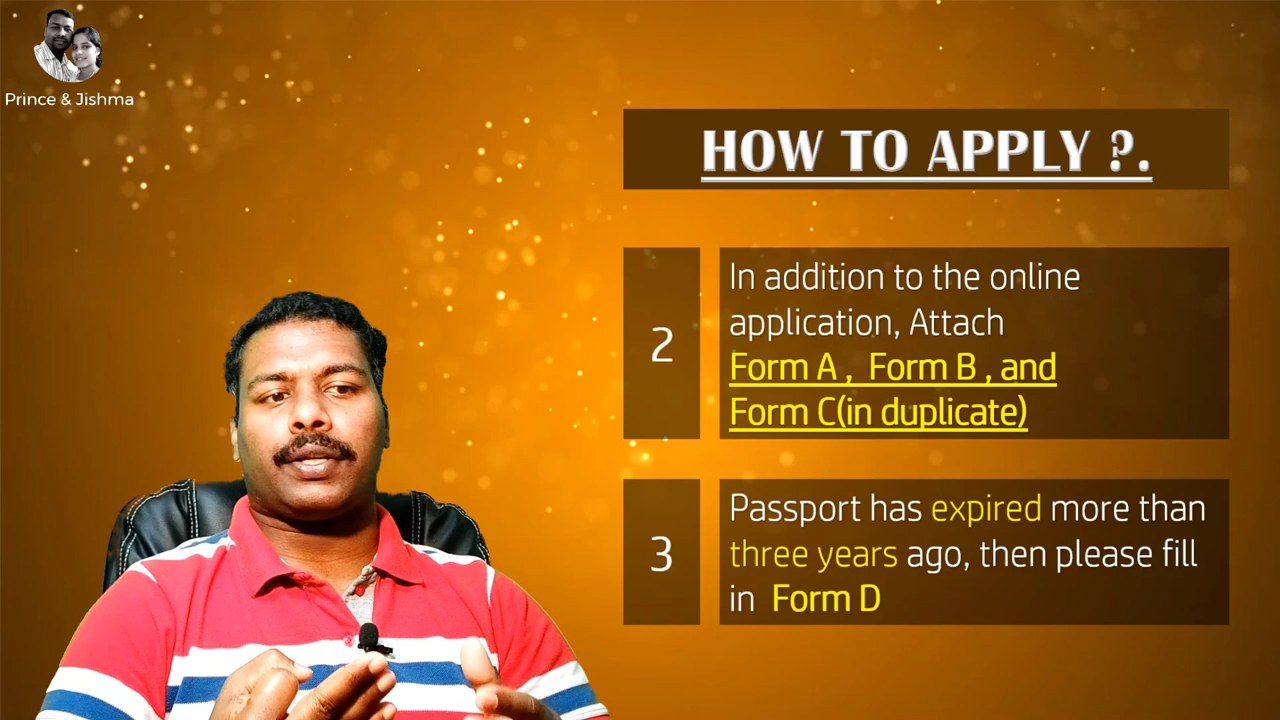 Prince & Jishma
HOW TO APPLY ?.
2
In addition to the online
application, Attach
Form A , Form B , and
Form C(in duplicate)
3
Passport has expired more than
three years ago, then please fill
in Form D